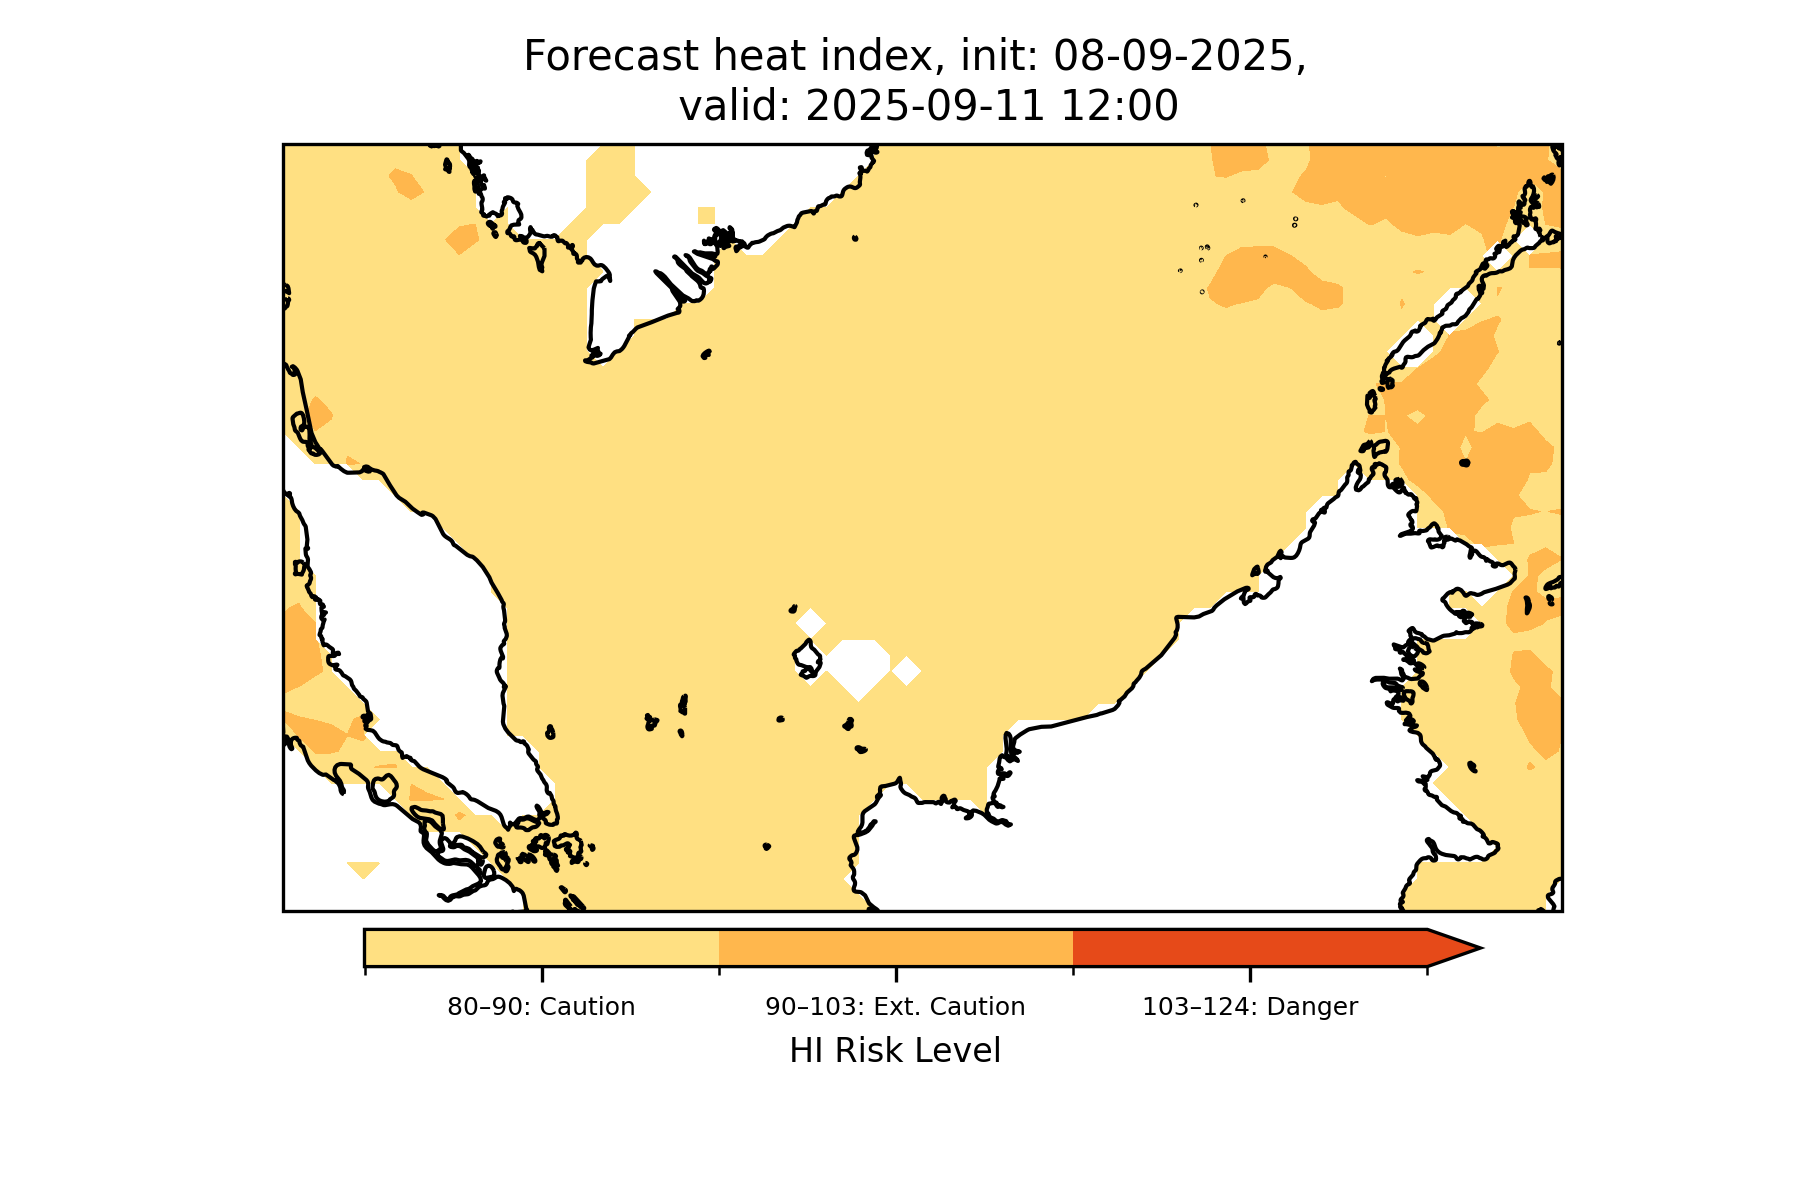 Forecast heat index, init: 08-09-2025,
valid: 2025-09-11 12:00
80–90: Caution
90–103: Ext. Caution
103–124: Danger
HI Risk Level